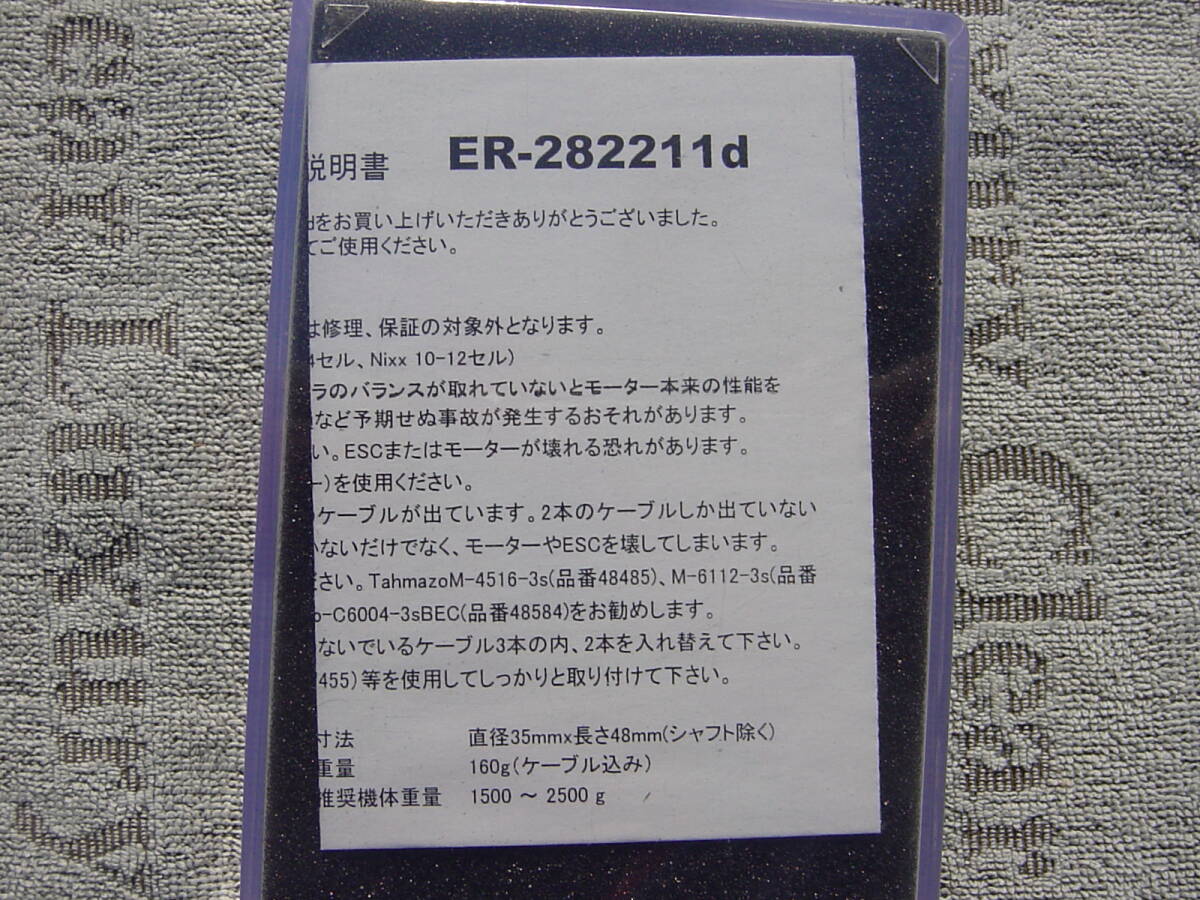 説明書 ER-282211d
をお買い上げいただきありがとうございました。
てご使用ください。
は修理、保証の対象外となります。
4セル、Nixx 10-12セル)
ラのバランスが取れていないとモーター本来の性能を
など予期せぬ事故が発生するおそれがあります。
い。ESCまたはモーターが壊れる恐れがあります。
ー)を使用ください。
ケーブルが出ています。2本のケーブルしか出ていない
いないだけでなく、モーターやESCを壊してしまいます。
ださい。TahmazoM-4516-3s(品番48485)、M-6112-3s(品番
o-C6004-3sBEC(品番48584)をお勧めします。
ないでいるケーブル3本の内、2本を入れ替えて下さい。
455)等を使用してしっかりと取り付けて下さい。
寸法 直径35mmx長さ48mm(シャフト除く)
重量 160g(ケーブル込み)
推奨機体重量 1500 ～ 2500 g
Luxury